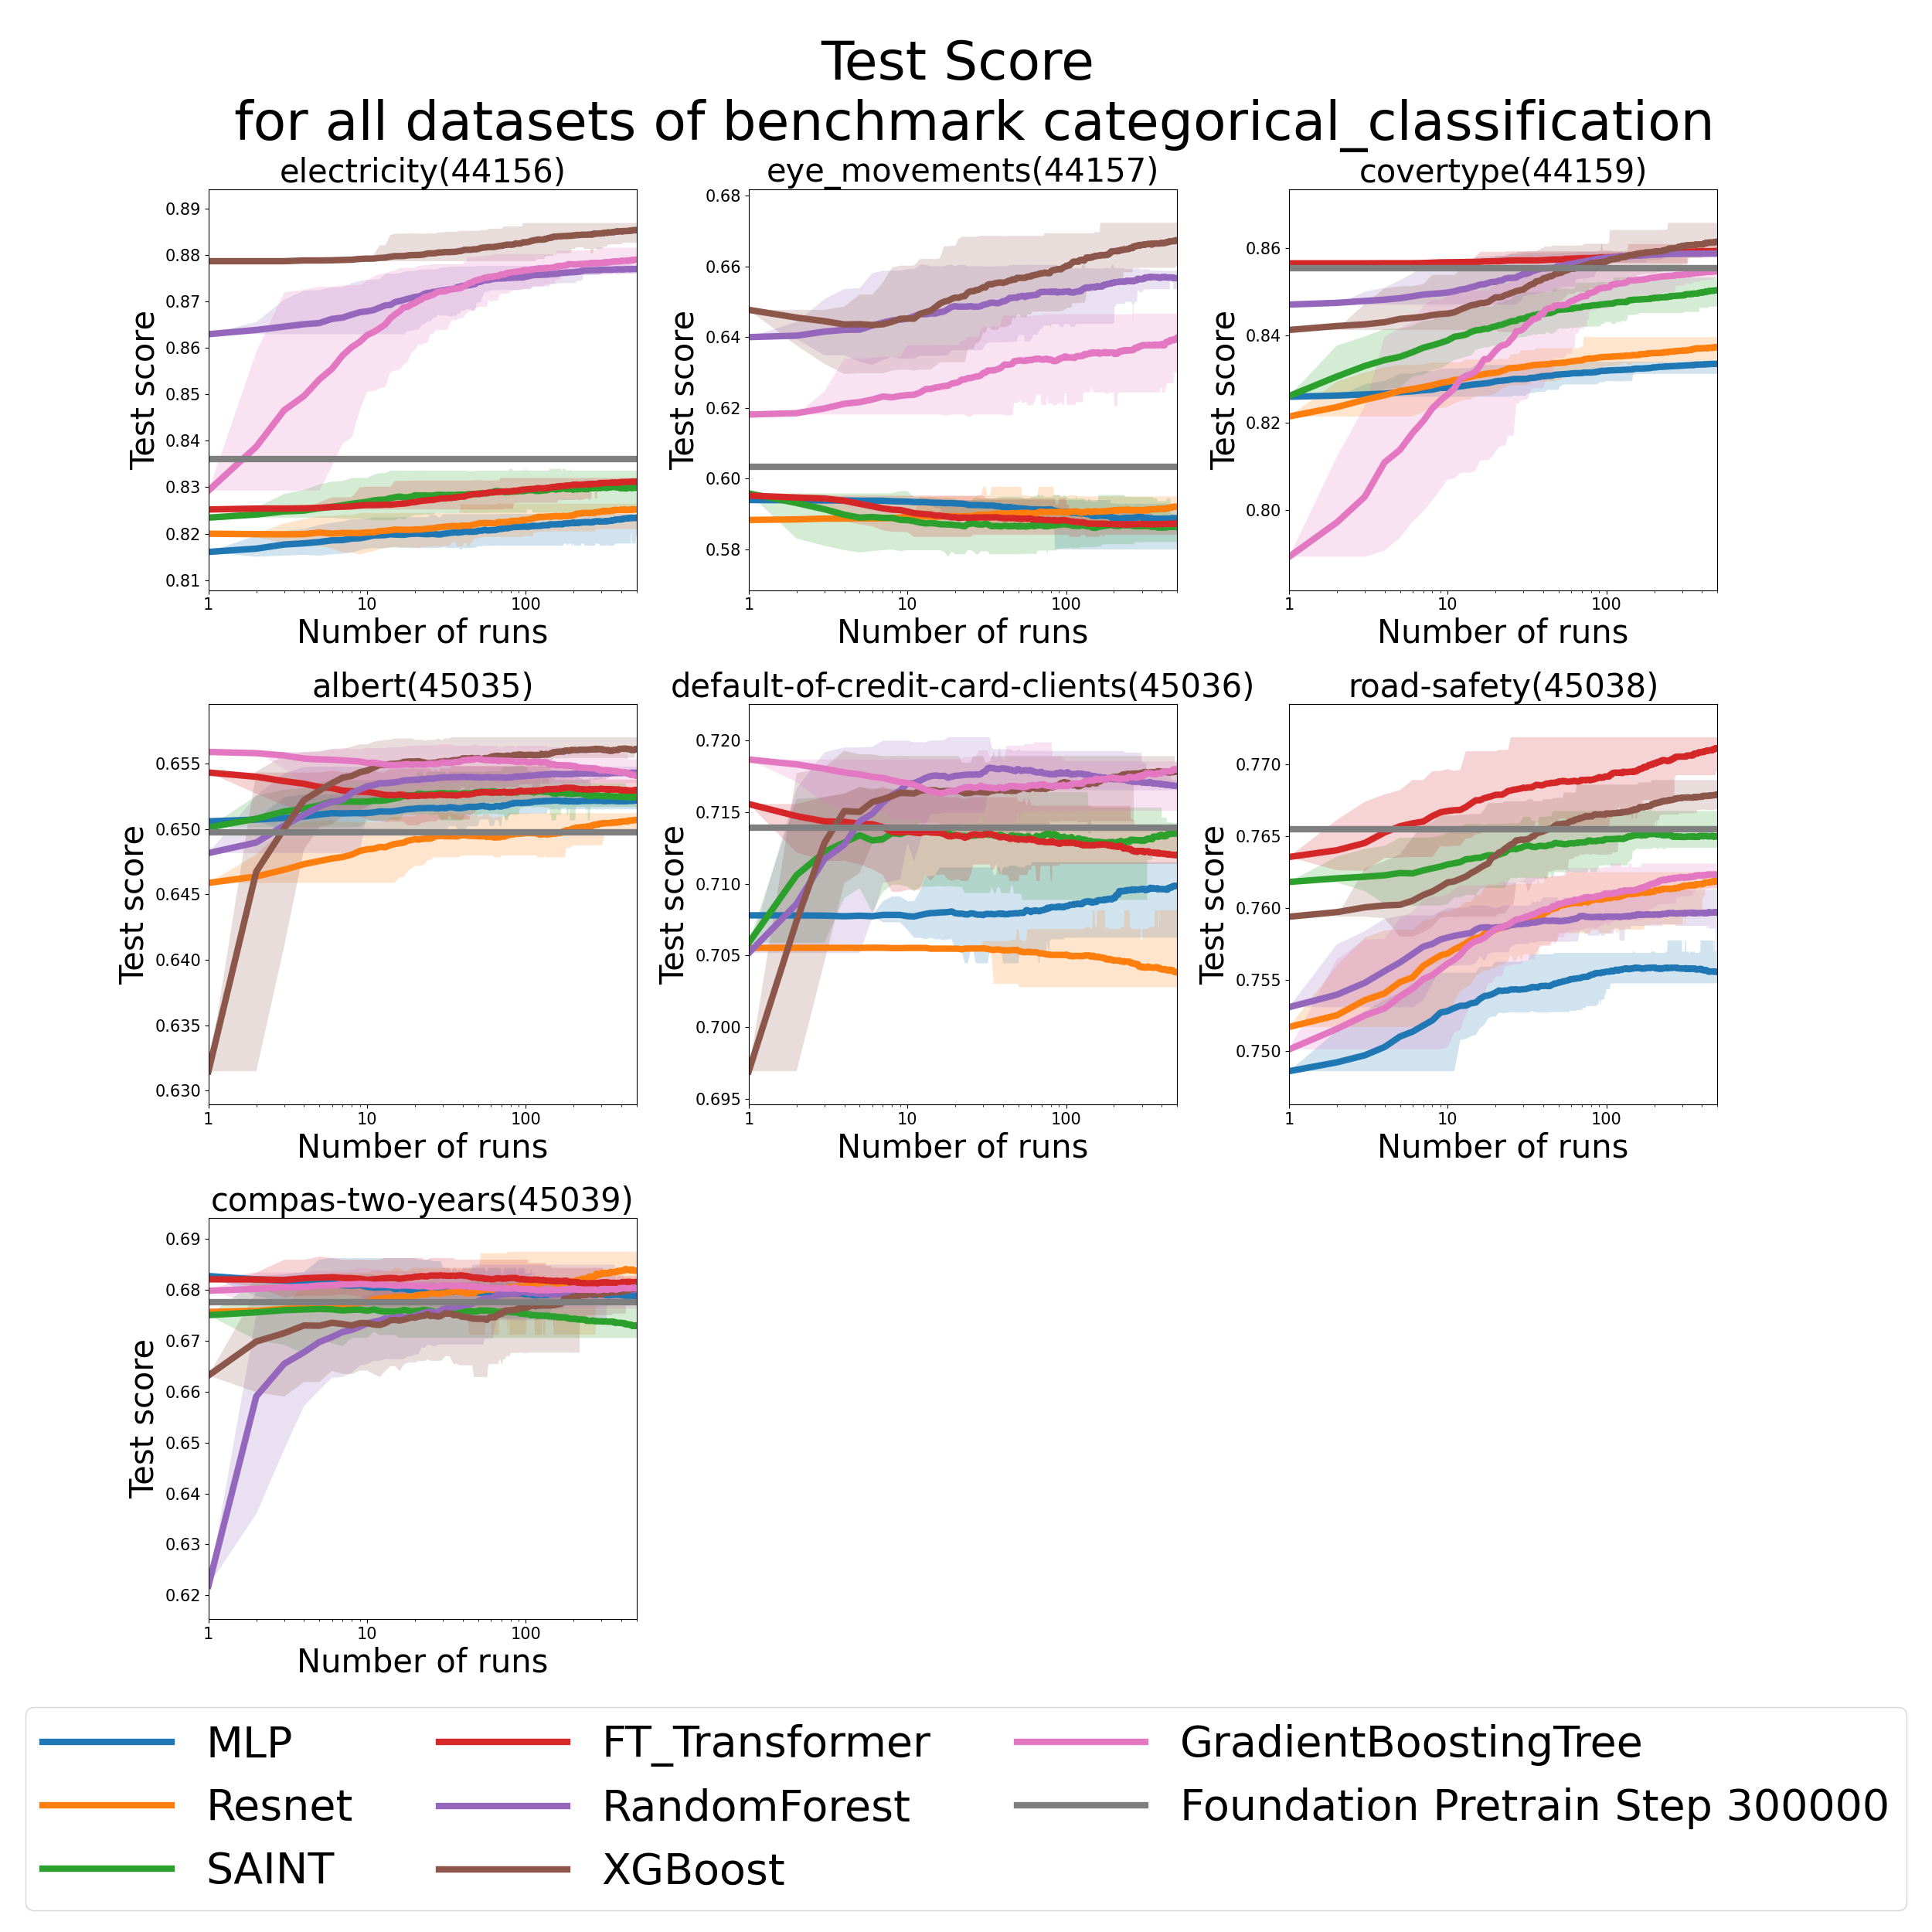 Test Score
for all datasets of benchmark categorical_classification
electricity(44156)
eye_movements(44157)
covertype(44159)
0.89
0.88
0.87
0.86
0.85
0.84
0.83
0.82
0.81
Test score
1
10
100
Number of runs
0.68
0.66
0.64
0.62
0.60
0.58
Test score
1
10
100
Number of runs
0.86
0.84
0.82
0.80
Test score
1
10
100
Number of runs
albert(45035)
default-of-credit-card-clients(45036)
road-safety(45038)
0.655
0.650
0.645
0.640
0.635
0.630
Test score
1
10
100
Number of runs
0.720
0.715
0.710
0.705
0.700
0.695
Test score
1
10
100
Number of runs
0.770
0.765
0.760
0.755
0.750
Test score
1
10
100
Number of runs
compas-two-years(45039)
0.69
0.68
0.67
0.66
0.65
0.64
0.63
0.62
Test score
1
10
100
Number of runs
MLP
Resnet
SAINT
FT_Transformer
RandomForest
XGBoost
GradientBoostingTree
Foundation Pretrain Step 300000